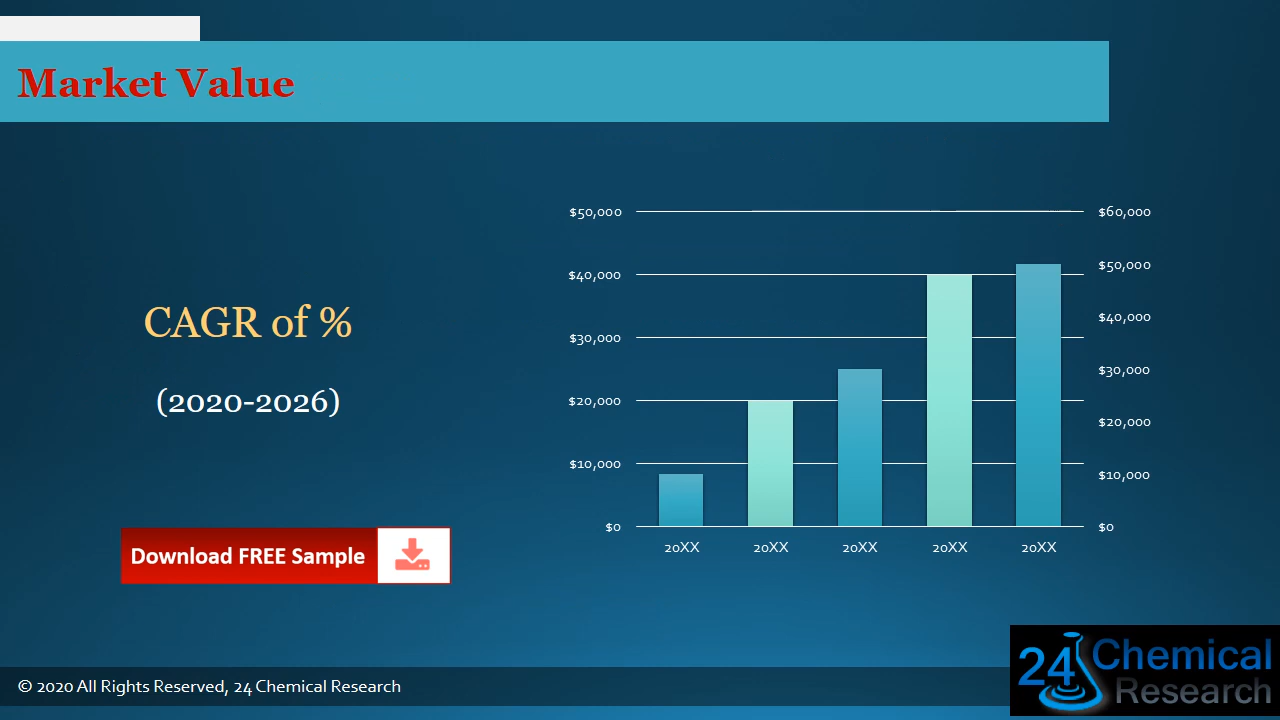 Market Value
CAGR of %
(2020-2026)
Download FREE Sample
$50,000
$40,000
$30,000
$20,000
$10,000
$0
$60,000
$50,000
$40,000
$30,000
$20,000
$10,000
$0
20XX 20XX 20XX 20XX 20XX
© 2020 All Rights Reserved, 24 Chemical Research
24 Chemical
Research